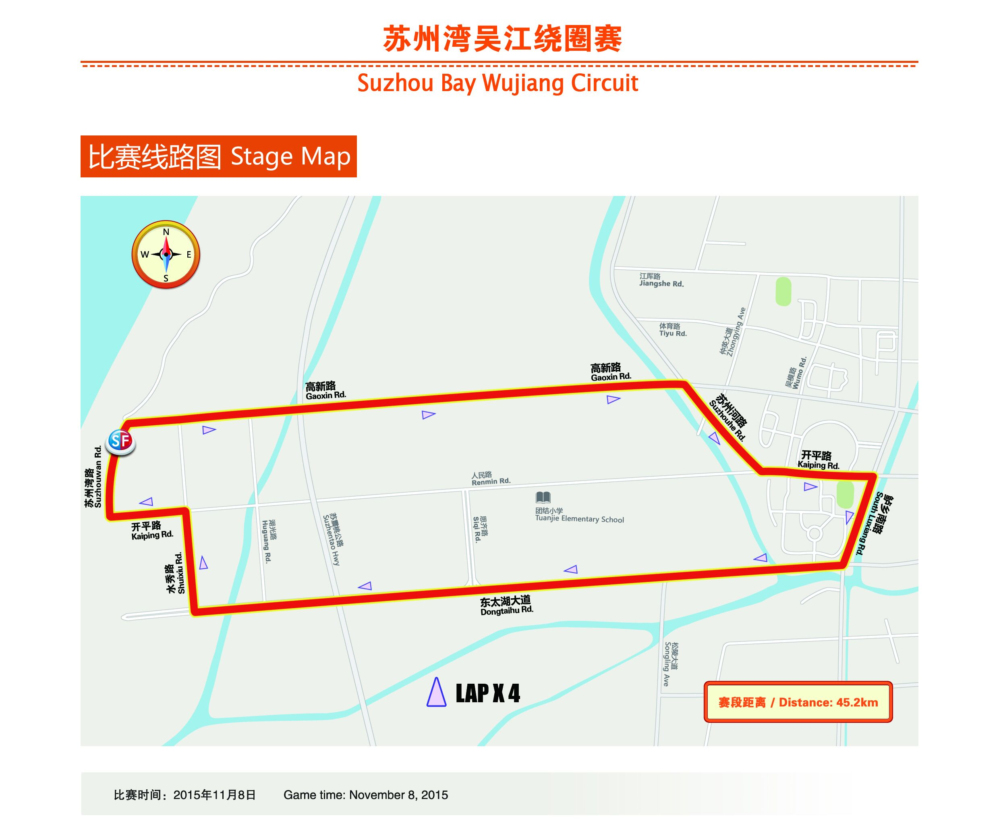 苏州湾吴江绕圈赛
Suzhou Bay Wujiang Circuit
比赛线路图 Stage Map
N
W
E
S
江厍路
Jiangshe Rd.
体育路
Tiyu Rd.
仲英大道
Zhongying Ave
吴模路
Wumo Rd.
高新路
Gaoxin Rd.
高新路
Gaoxin Rd.
苏州河路
Suzhouhe Rd.
SF
苏州湾路
Suzhouwan Rd.
开平路
Kaiping Rd.
人民路
Renmin Rd.
团结小学
Tuanjie Elementary School
鲈乡南路
South Luxiang Rd.
开平路
Kaiping Rd.
湖光路
Huguang Rd.
苏震桃公路
Suzhentao Hwy
思齐路
Siqi Rd.
水秀路
Shuixiu Rd.
东太湖大道
Dongtaihu Rd.
松陵大道
Songling Ave
LAP X 4
赛段距离 / Distance: 45.2km
比赛时间：2015年11月8日 Game time: November 8, 2015